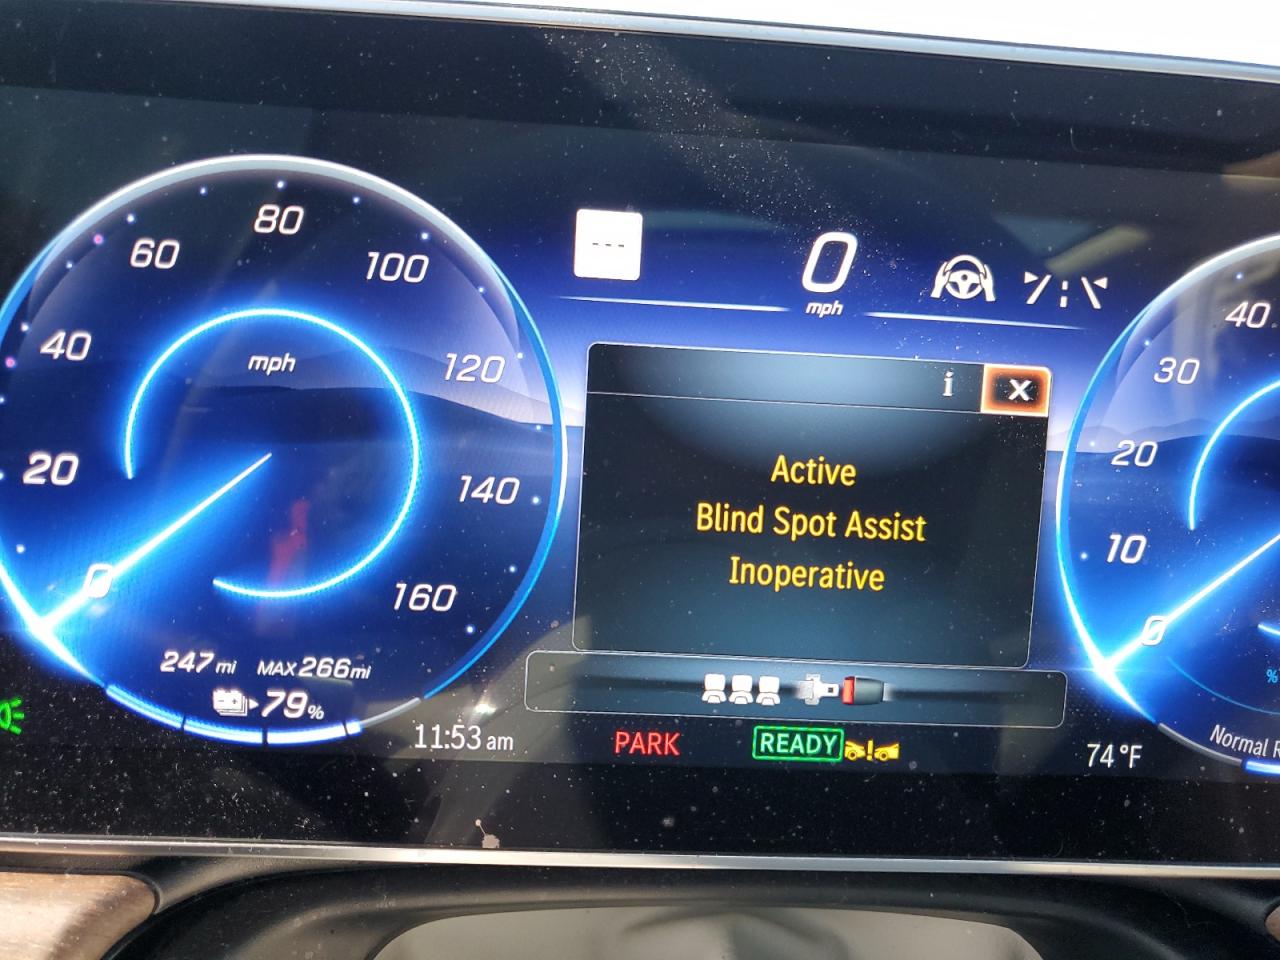 80
60
100
40
mph
120
20
140
0
160
247 mi MAX 266 mi
79%
11:53 am
---
0
mph
i X
Active
Blind Spot Assist
Inoperative
PARK
READY
!
74°F
40
30
20
10
0
%
Normal R